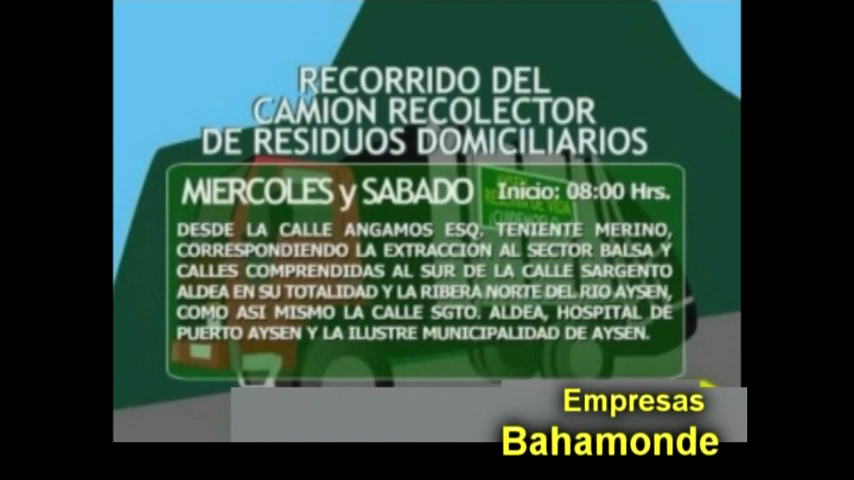 RECORRIDO DEL
CAMION RECOLECTOR
DE RESIDUOS DOMICILIARIOS
MIERCOLES y SABADO Inicio: 08:00 Hrs.
DESDE LA CALLE ANGAMOS ESQ. TENIENTE MERINO,
CORRESPONDIENDO LA EXTRACCIÓN AL SECTOR BALSA Y
CALLES COMPRENDIDAS AL SUR DE LA CALLE SARGENTO
ALDEA EN SU TOTALIDAD Y LA RIBERA NORTE DEL RIO AYSEN,
COMO ASI MISMO LA CALLE SGTO. ALDEA, HOSPITAL DE
PUERTO AYSEN Y LA ILUSTRE MUNICIPALIDAD DE AYSEN.
Empresas
Bahamonde